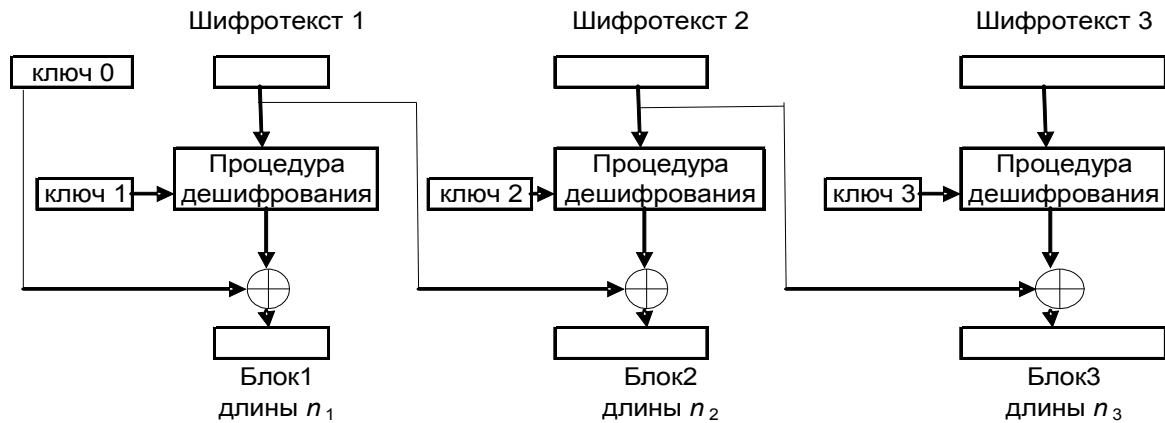 Шифротекст 1
Шифротекст 2
Шифротекст 3
ключ 0
Процедура
дешифрования
Процедура
дешифрования
Процедура
дешифрования
ключ 1
ключ 2
ключ 3
Блок1
длины n 1
Блок2
длины n 2
Блок3
длины n 3